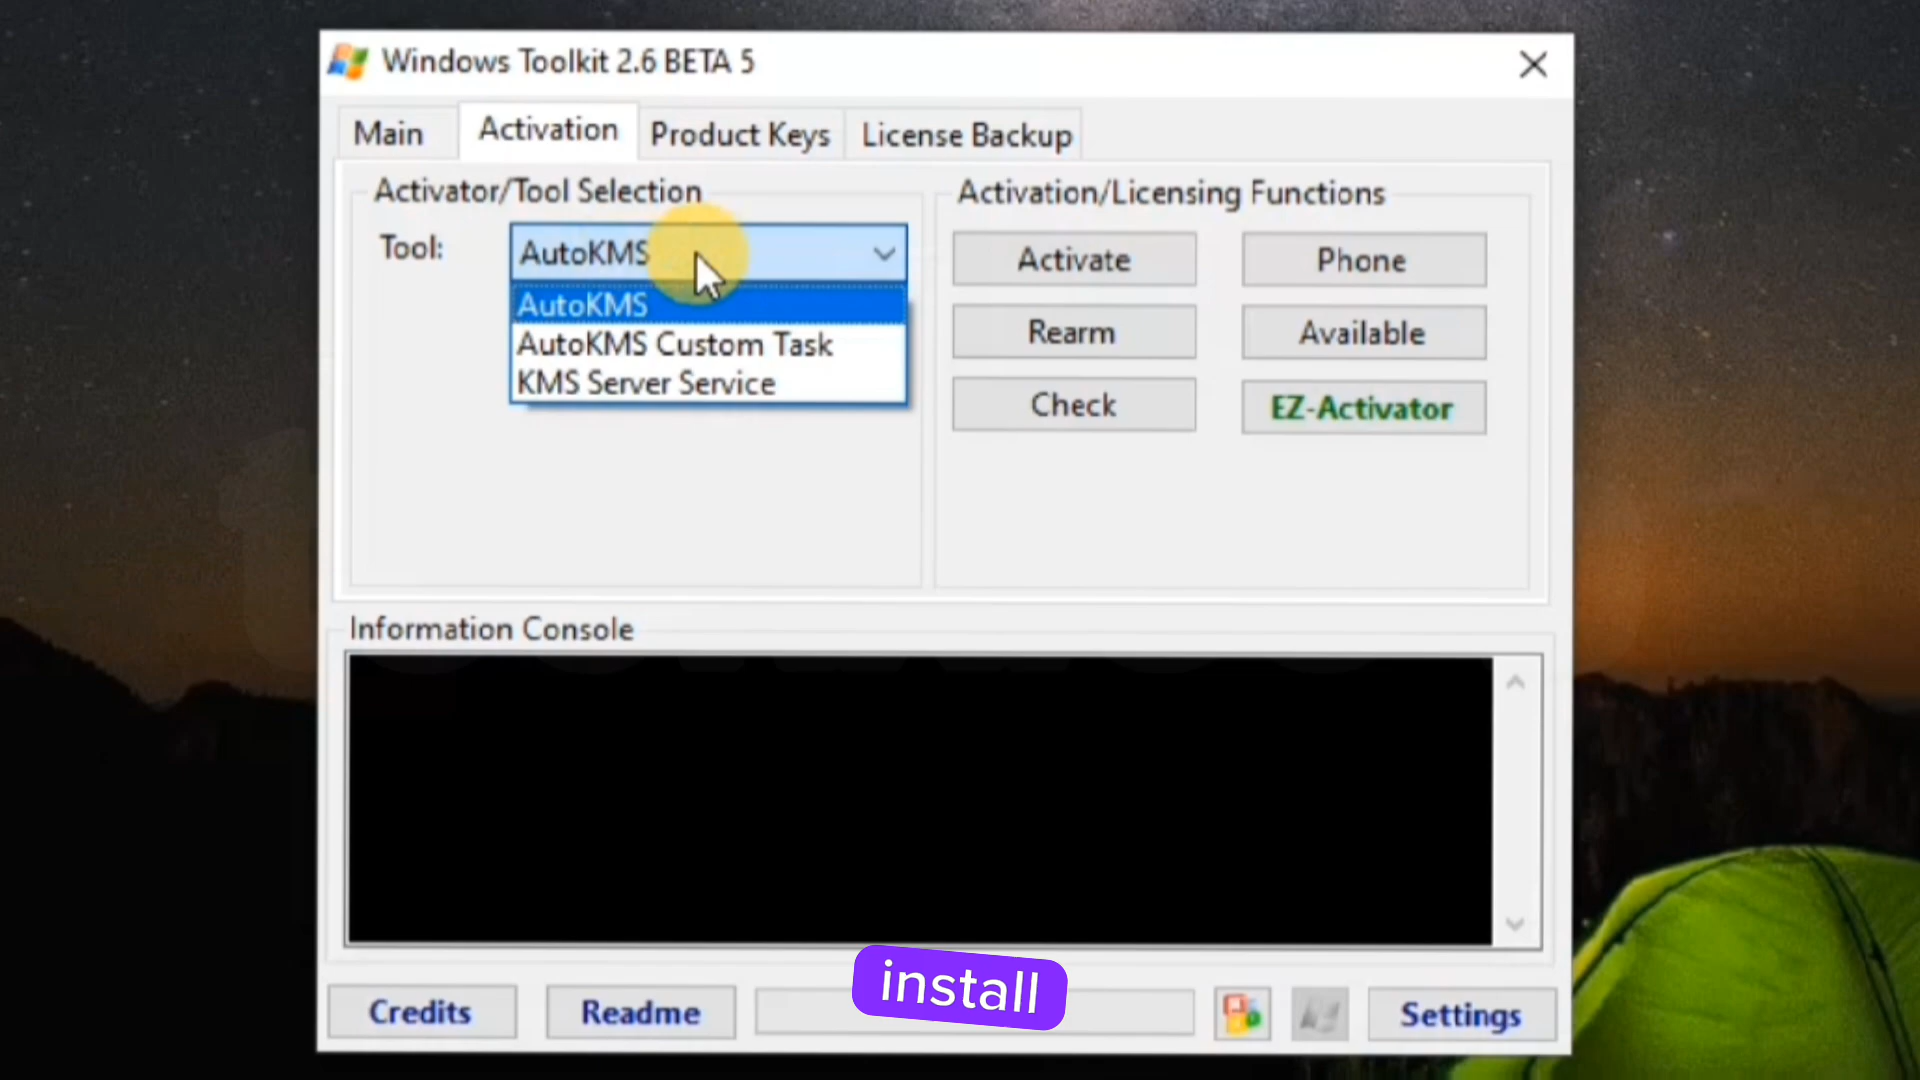 Windows Toolkit 2.6 BETA 5
Main
Activation
Product Keys
License Backup
Activator/Tool Selection
Tool:
AutoKMS
AutoKMS
AutoKMS Custom Task
KMS Server Service
Activation/Licensing Functions
Activate
Phone
Rearm
Available
Check
EZ-Activator
Information Console
install
Credits
Readme
Settings